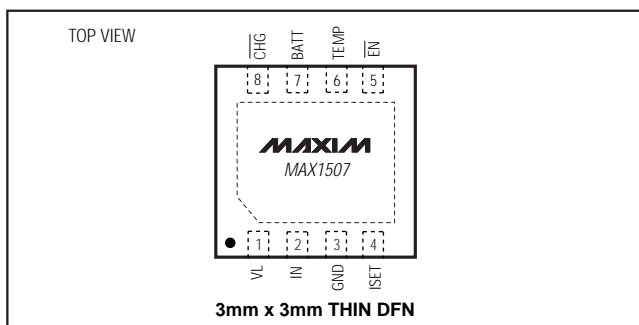 TOP VIEW
CHG BATT TEMP EN
8 7 6 5
MAXIM
MAX1507
1 2 3 4
VL IN GND ISET
3mm x 3mm THIN DFN